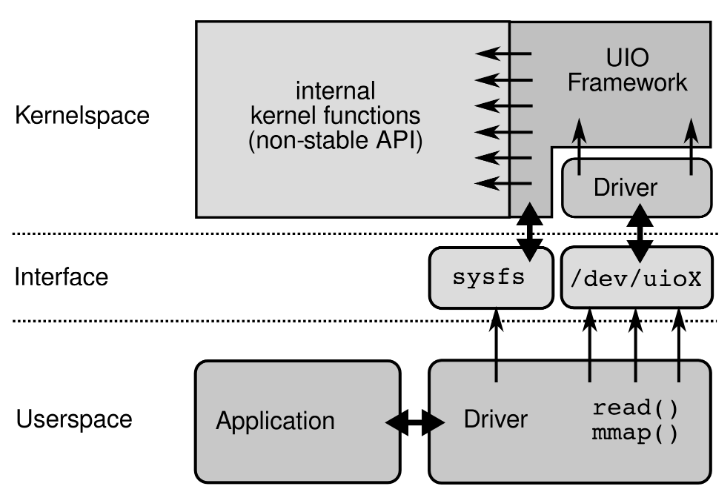 Kernelspace
internal
kernel functions
(non-stable API)
UIO
Framework
Driver
Interface
sysfs
/dev/uioX
Userspace
Application
Driver
read()
mmap()